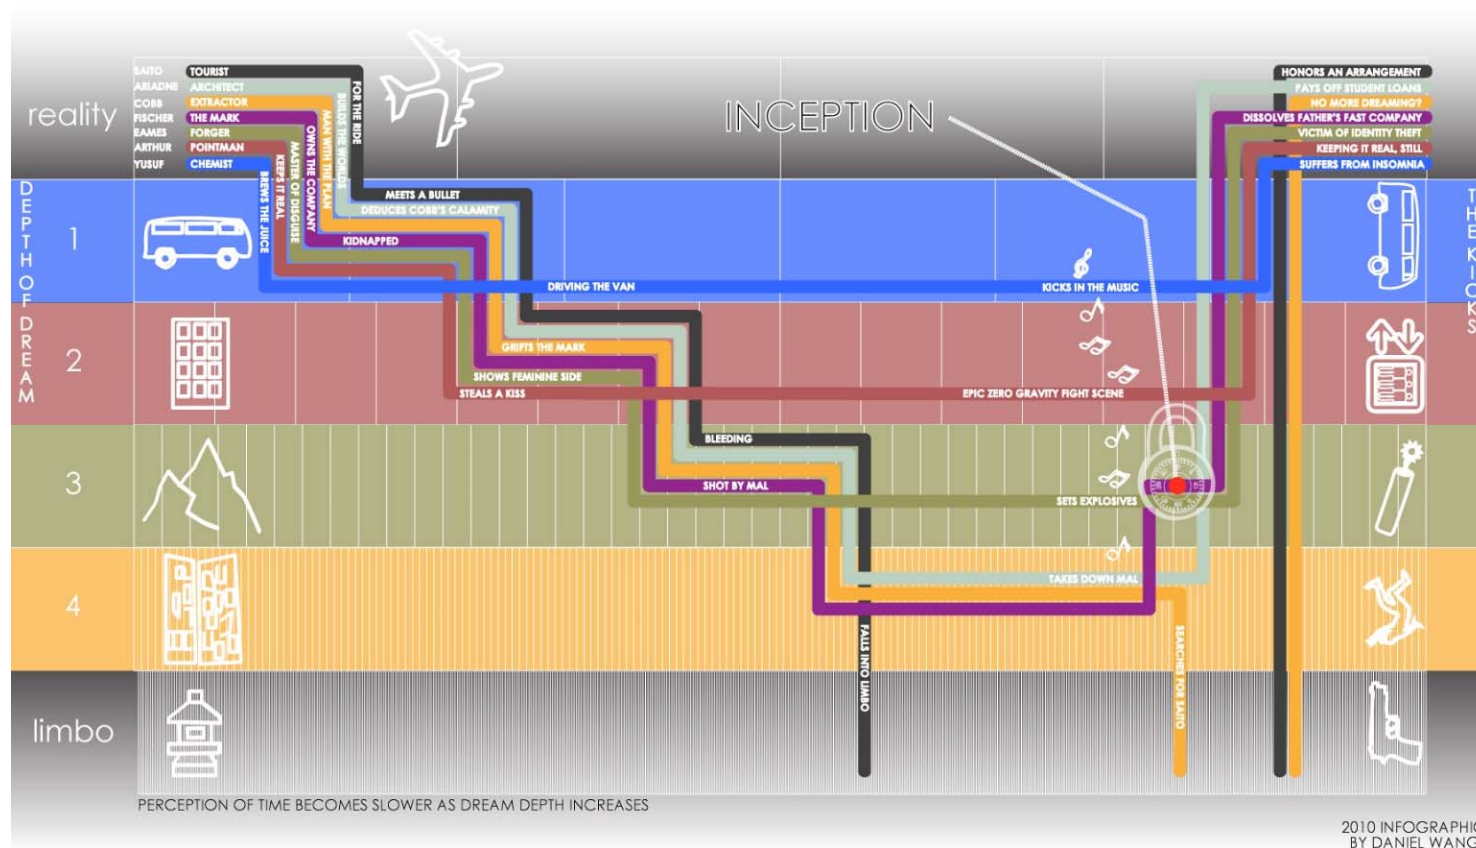 SAITO TOURIST
ARIADNE ARCHITECT
COBB EXTRACTOR
FISCHER THE MARK
EAMES FORGER
ARTHUR POINTMAN
YUSUF CHEMIST
reality
FOR THE RIDE
BUILDS THE WORLDS
MAN WITH THE PLAN
OWNS THE COMPANY
MASTER OF DISGUISE
KEEPS IT REAL
BREWS THE JUICE
INCEPTION
HONORS AN ARRANGEMENT
PAYS OFF STUDENT LOANS
NO MORE DREAMING?
DISSOLVES FATHER'S FAST COMPANY
VICTIM OF IDENTITY THEFT
KEEPING IT REAL, STILL
SUFFERS FROM INSOMNIA
DEPTH OF DREAM
THE KICKS
1
MEETS A BULLET
DEDUCES COBB'S CALAMITY
KIDNAPPED
DRIVING THE VAN
KICKS IN THE MUSIC
2
GRIFTS THE MARK
SHOWS FEMININE SIDE
STEALS A KISS
EPIC ZERO GRAVITY FIGHT SCENE
3
BLEEDING
SHOT BY MAL
SETS EXPLOSIVES
4
TAKES DOWN MAL
FALLS INTO LIMBO
SEARCHES FOR SAITO
limbo
PERCEPTION OF TIME BECOMES SLOWER AS DREAM DEPTH INCREASES
2010 INFOGRAPHIC
BY DANIEL WANG